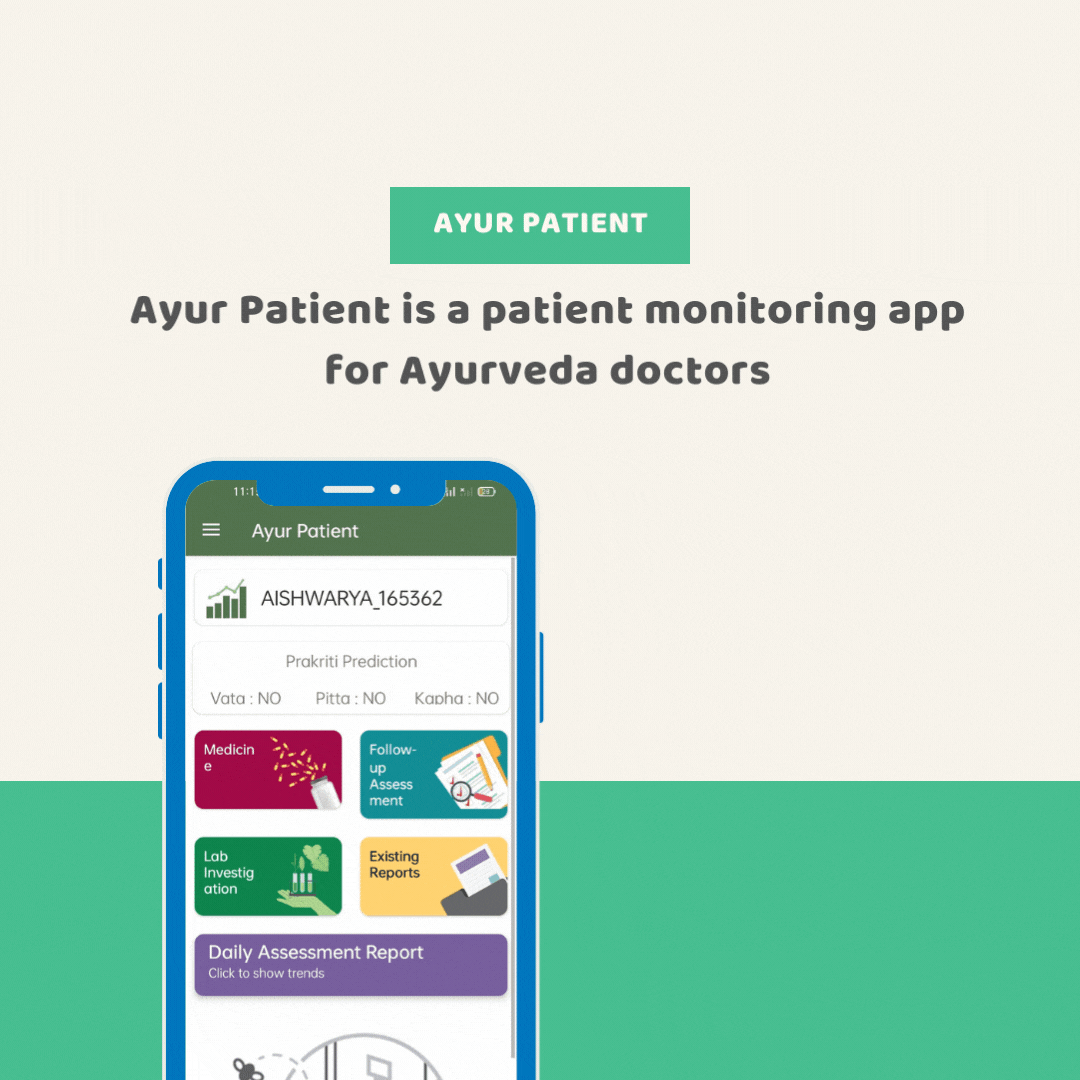 AYUR PATIENT
Ayur Patient is a patient monitoring app
for Ayurveda doctors
11:1
Ayur Patient
AISHWARYA_165362
Prakriti Prediction
Vata : NO Pitta : NO Kapha : NO
Medicin
e
Follow-
up
Assess
ment
Lab
Investig
ation
Existing
Reports
Daily Assessment Report
Click to show trends